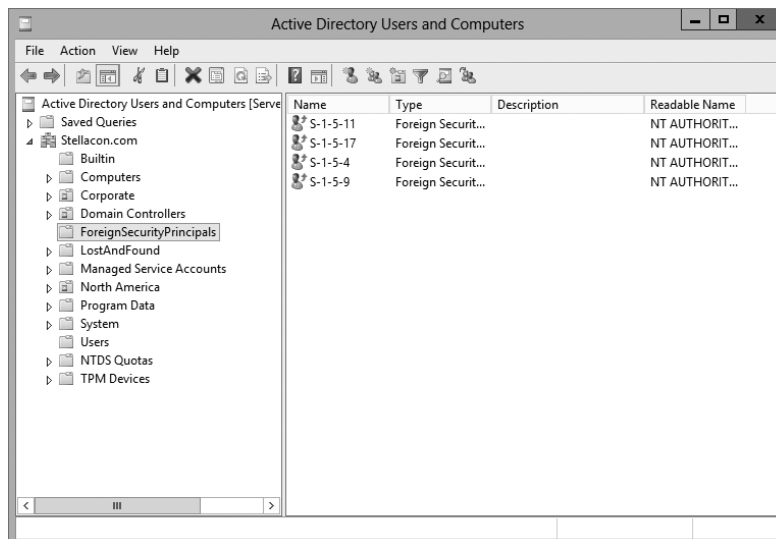 Active Directory Users and Computers
File Action View Help
Active Directory Users and Computers [Serve
Saved Queries
Stellacon.com
Builtin
Computers
Corporate
Domain Controllers
ForeignSecurityPrincipals
LostAndFound
Managed Service Accounts
North America
Program Data
System
Users
NTDS Quotas
TPM Devices
Name Type Description Readable Name
S-1-5-11 Foreign Securit... NT AUTHORIT...
S-1-5-17 Foreign Securit... NT AUTHORIT...
S-1-5-4 Foreign Securit... NT AUTHORIT...
S-1-5-9 Foreign Securit... NT AUTHORIT...